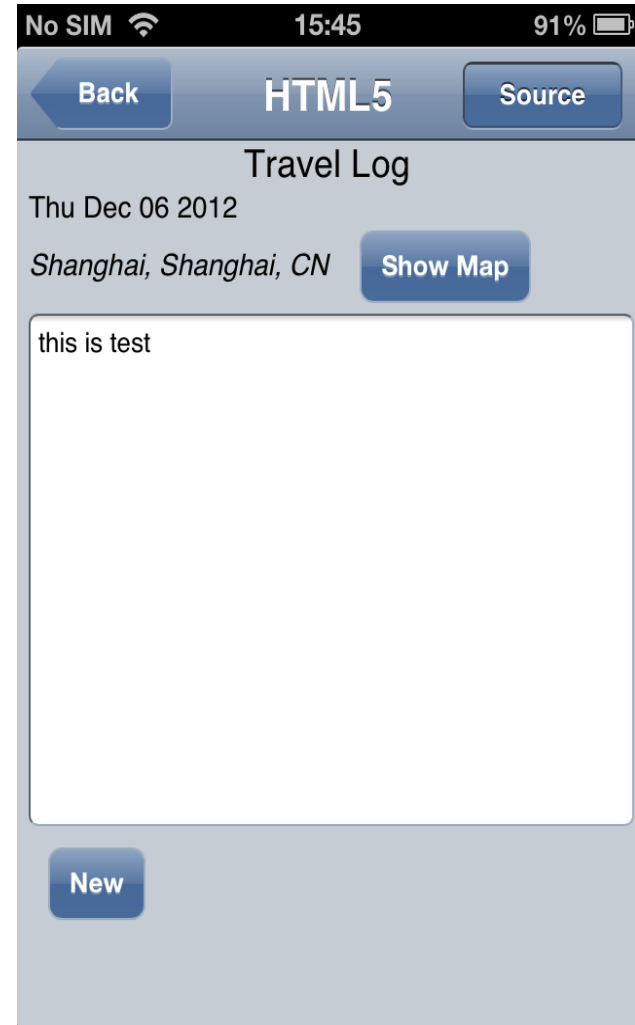 No SIM 15:45 91%
Back HTML5 Source
Travel Log
Thu Dec 06 2012
Shanghai, Shanghai, CN Show Map
this is test
New